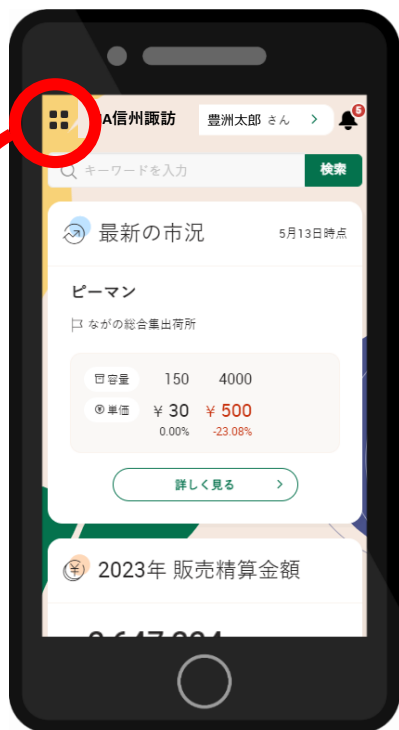 A信州諏訪
豊洲太郎 さん
6
キーワードを入力
検索
最新の市況
5月13日時点
ピーマン
ながの総合集出荷所
容量 150 4000
単価 ¥ 30 ¥ 500
0.00% -23.08%
詳しく見る
2023年 販売精算金額